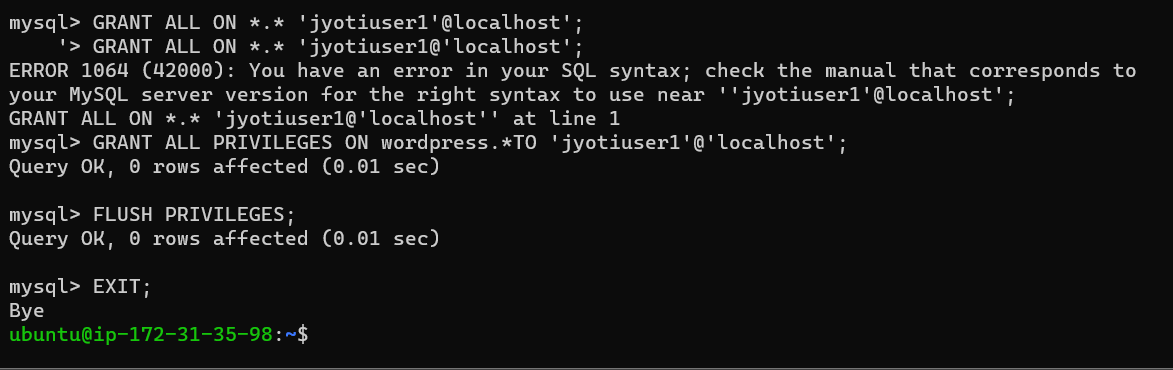 mysql> GRANT ALL ON *.* 'jyotiuser1'@localhost';
    '> GRANT ALL ON *.* 'jyotiuser1@'localhost';
ERROR 1064 (42000): You have an error in your SQL syntax; check the manual that corresponds to
your MySQL server version for the right syntax to use near ''jyotiuser1'@localhost';
GRANT ALL ON *.* 'jyotiuser1@'localhost'' at line 1
mysql> GRANT ALL PRIVILEGES ON wordpress.*TO 'jyotiuser1'@'localhost';
Query OK, 0 rows affected (0.01 sec)

mysql> FLUSH PRIVILEGES;
Query OK, 0 rows affected (0.01 sec)

mysql> EXIT;
Bye
ubuntu@ip-172-31-35-98:~$